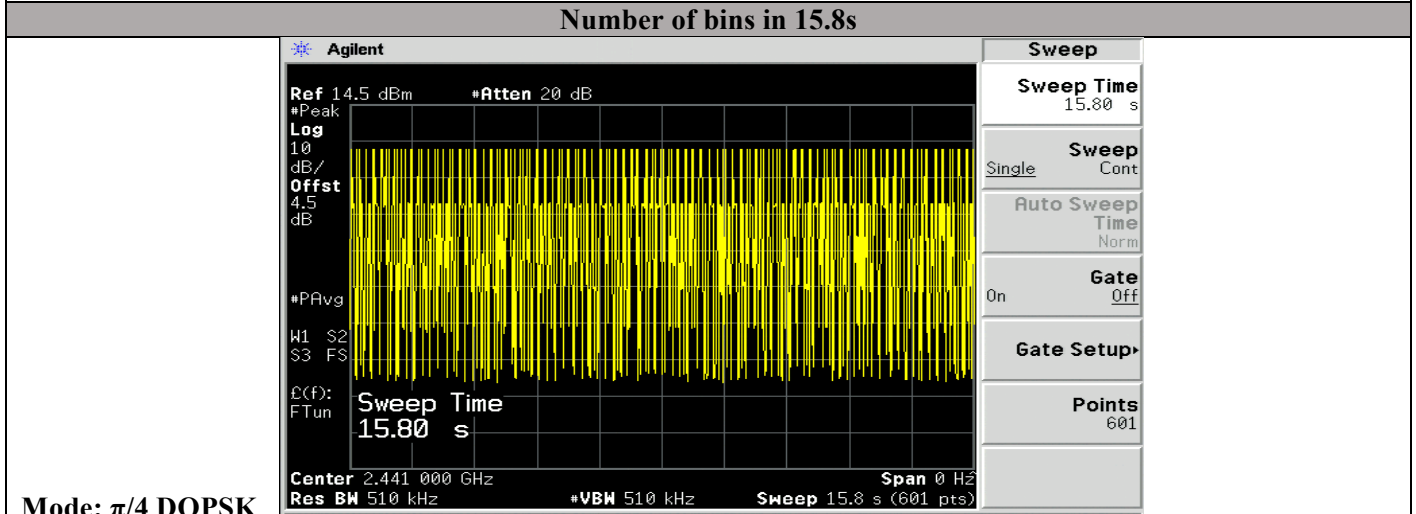 Number of bins in 15.8s
Agilent
Sweep
Ref 14.5 dBm #Atten 20 dB
#Peak
Log
10
dB/
Offst
4.5
dB
#PAvg
W1 S2
S3 FS
£(f):
FTun
Sweep Time
15.80 s
Center 2.441 000 GHz Span 0 Hz
Res BW 510 kHz #VBW 510 kHz Sweep 15.8 s (601 pts)
Sweep Time
15.80 s
Sweep
Single Cont
Auto Sweep
Time
Norm
Gate
On Off
Gate Setup
Points
601
Mode: π/4 DQPSK